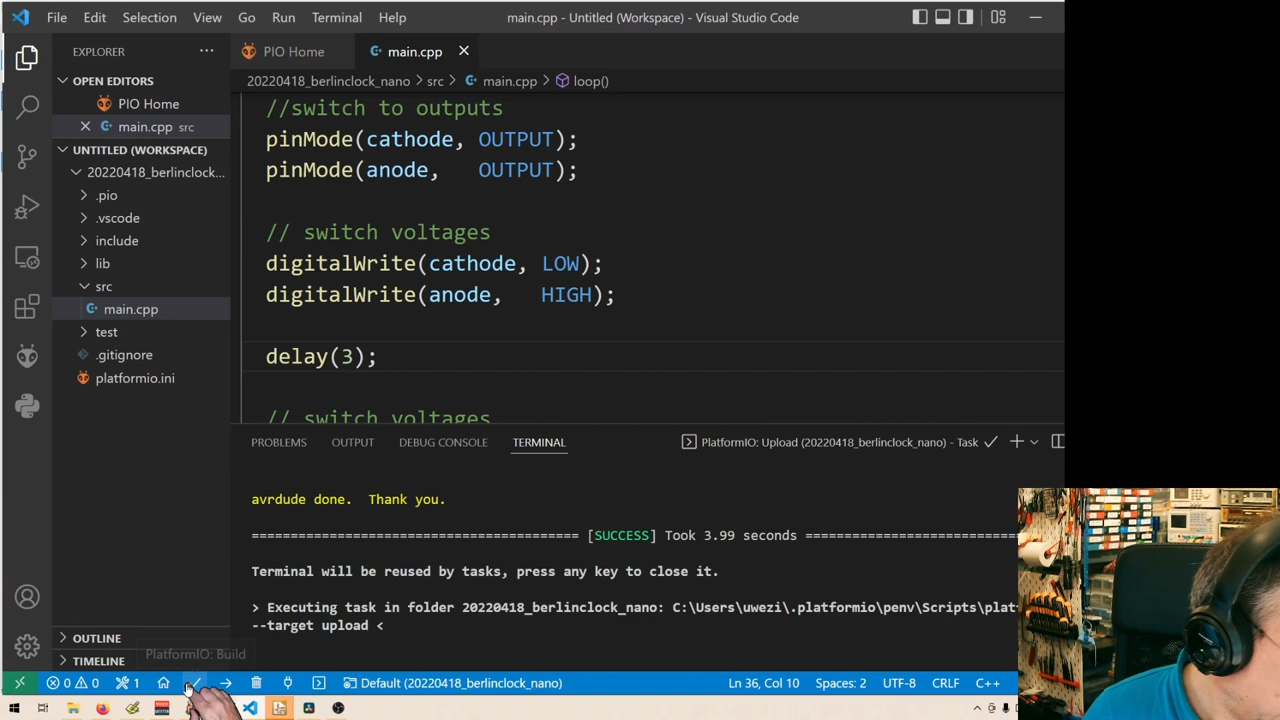 File Edit Selection View Go Run Terminal Help main.cpp - Untitled (Workspace) - Visual Studio Code
EXPLORER
PIO Home main.cpp
OPEN EDITORS
20220418_berlinclock_nano > src > main.cpp > loop()
PIO Home
main.cpp src
UNTITLED (WORKSPACE)
20220418_berlinclock...
.pio
.vscode
include
lib
src
main.cpp
test
.gitignore
platformio.ini
//switch to outputs
pinMode(cathode, OUTPUT);
pinMode(anode,   OUTPUT);
// switch voltages
digitalWrite(cathode, LOW);
digitalWrite(anode,   HIGH);
delay(3);
// switch voltages
PROBLEMS OUTPUT DEBUG CONSOLE TERMINAL PlatformIO: Upload (20220418_berlinclock_nano) - Task
avrdude done.  Thank you.
======================================= [SUCCESS] Took 3.99 seconds =======================
Terminal will be reused by tasks, press any key to close it.
> Executing task in folder 20220418_berlinclock_nano: C:\Users\uwezi\.platformio\penv\Scripts\plat
--target upload <
OUTLINE
PlatformIO: Build
TIMELINE
0 0 1 Default (20220418_berlinclock_nano) Ln 36, Col 10 Spaces: 2 UTF-8 CRLF C++